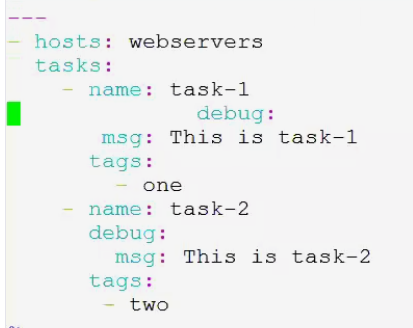 ---
- hosts: webservers
  tasks:
    - name: task-1
              debug:
       msg: This is task-1
      tags:
        - one
    - name: task-2
      debug:
        msg: This is task-2
      tags:
       - two